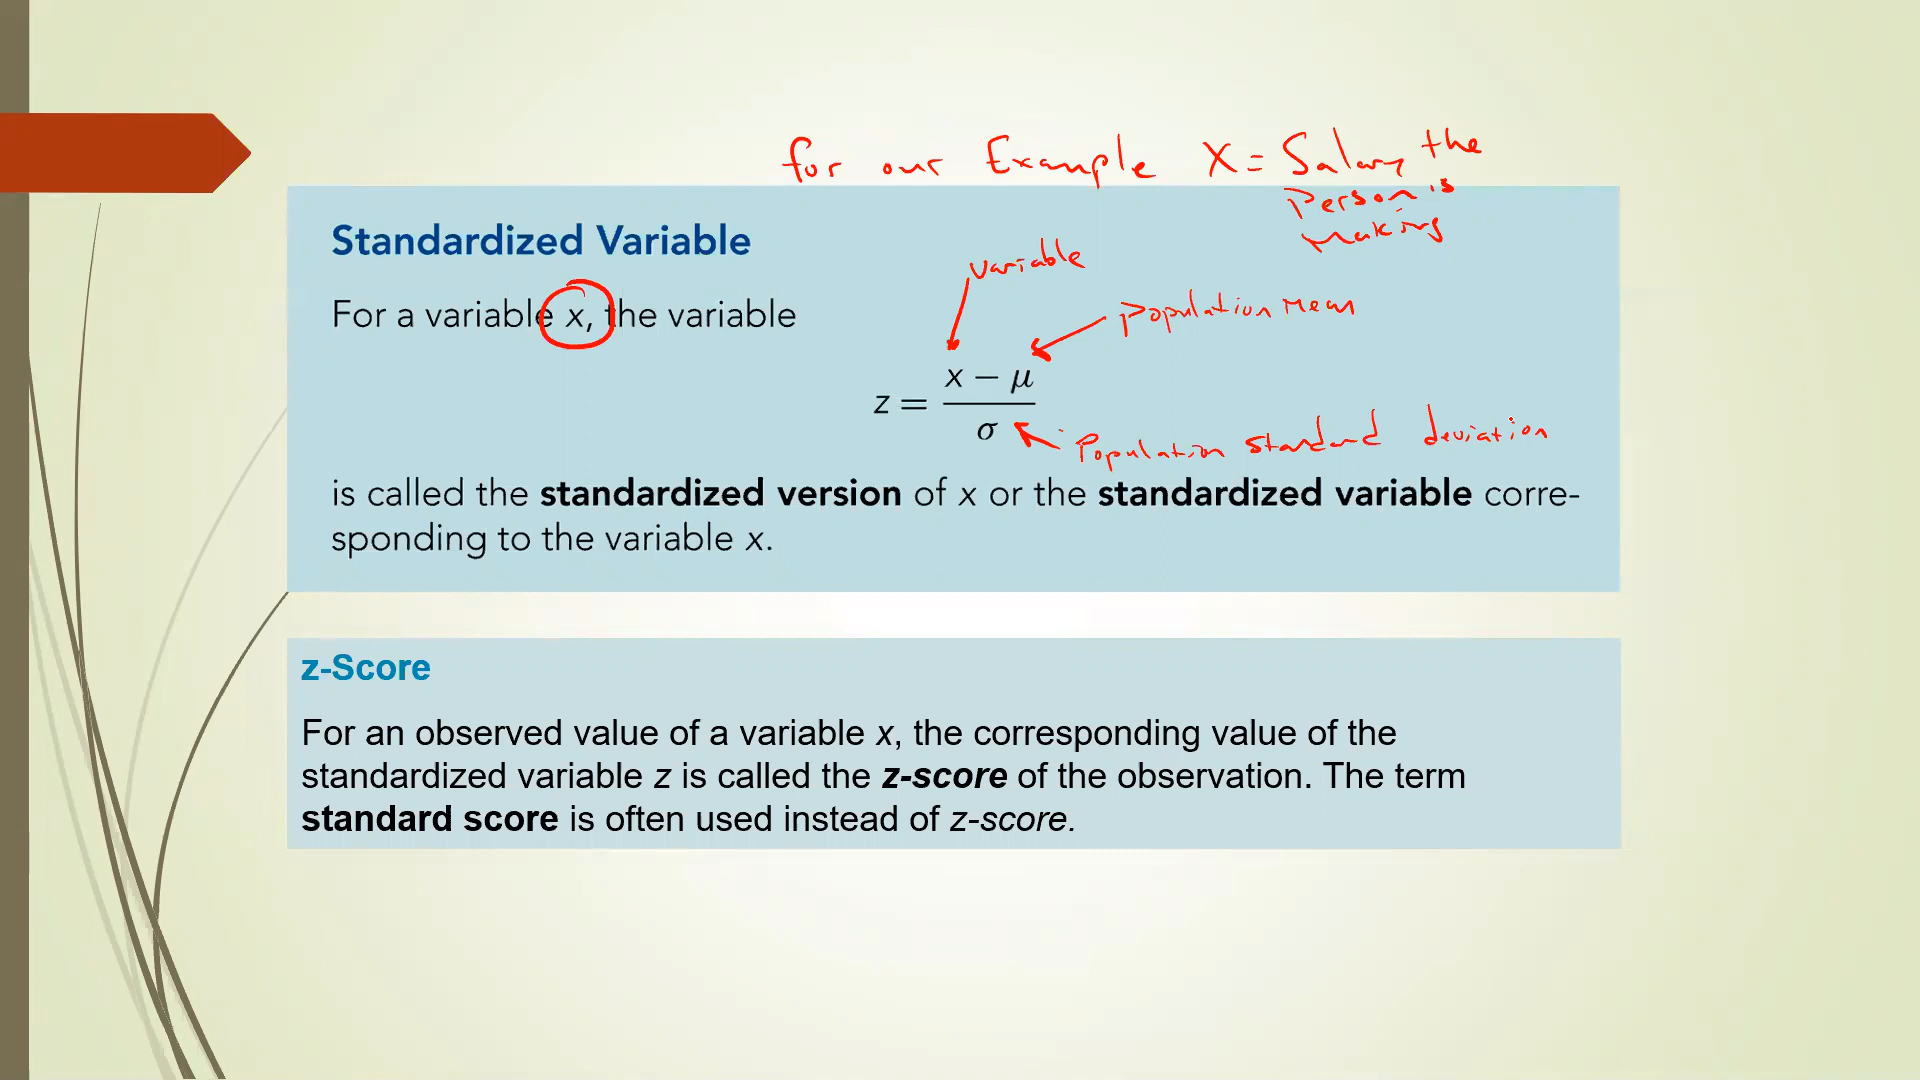 for our Example X = Salary the
Person is
Making
Standardized Variable
variable
For a variable x, the variable
Population Mean
z = x − μ
σ
Population standard deviation
is called the standardized version of x or the standardized variable corre-
sponding to the variable x.
z-Score
For an observed value of a variable x, the corresponding value of the
standardized variable z is called the z-score of the observation. The term
standard score is often used instead of z-score.